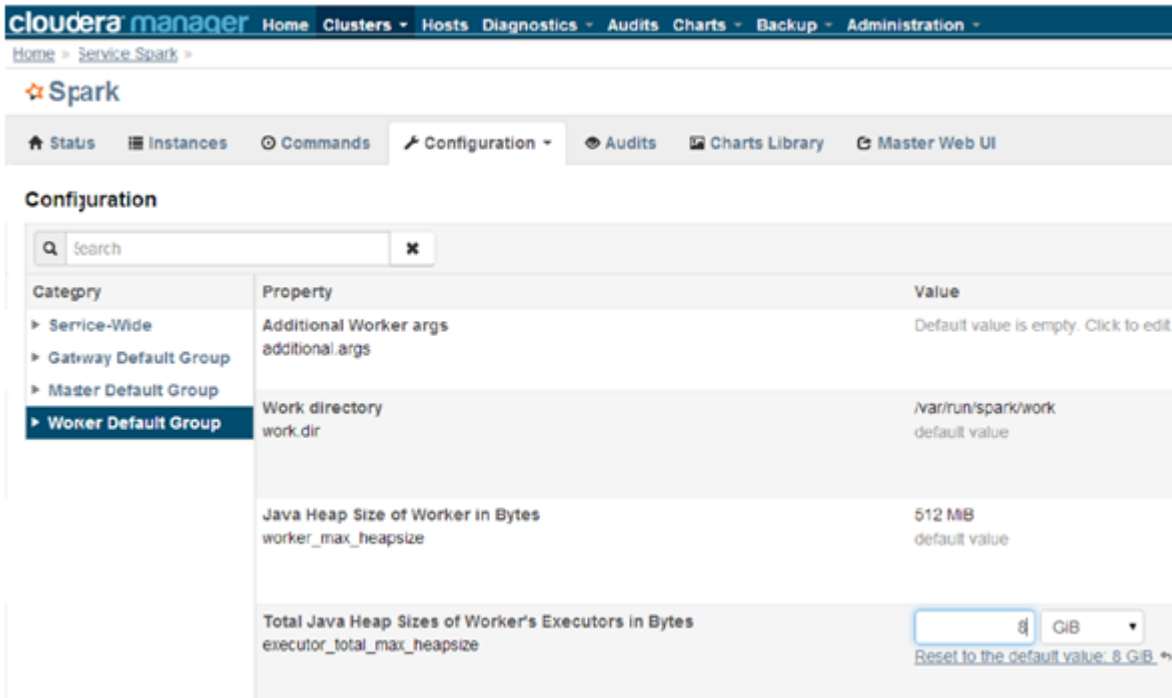 cloudera manager Home Clusters Hosts Diagnostics Audits Charts Backup Administration
Home » Service Spark »
Spark
Status Instances Commands Configuration Audits Charts Library Master Web UI
Configuration
Search
Category Property Value
Service-Wide
Gateway Default Group
Master Default Group
Worker Default Group
Additional Worker args Default value is empty. Click to edit
additional.args
Work directory /var/run/spark/work
work.dir default value
Java Heap Size of Worker in Bytes 512 MiB
worker_max_heapsize default value
Total Java Heap Sizes of Worker's Executors in Bytes 8 GiB
executor_total_max_heapsize Reset to the default value: 8 GiB